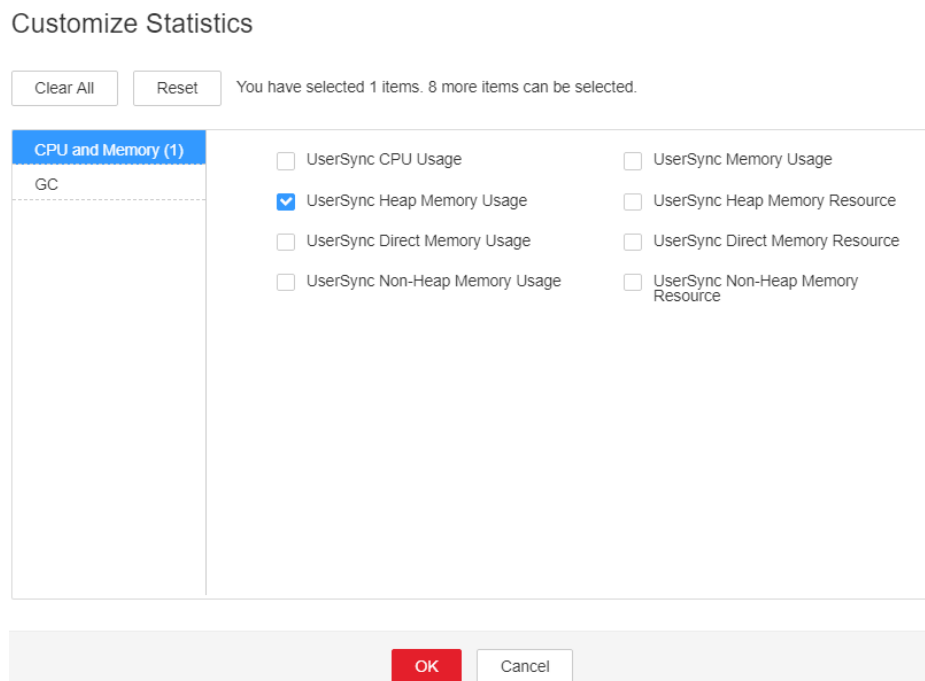 Customize Statistics
Clear All
Reset
You have selected 1 items. 8 more items can be selected.
CPU and Memory (1)
GC
UserSync CPU Usage
UserSync Memory Usage
UserSync Heap Memory Usage
UserSync Heap Memory Resource
UserSync Direct Memory Usage
UserSync Direct Memory Resource
UserSync Non-Heap Memory Usage
UserSync Non-Heap Memory
Resource
OK
Cancel